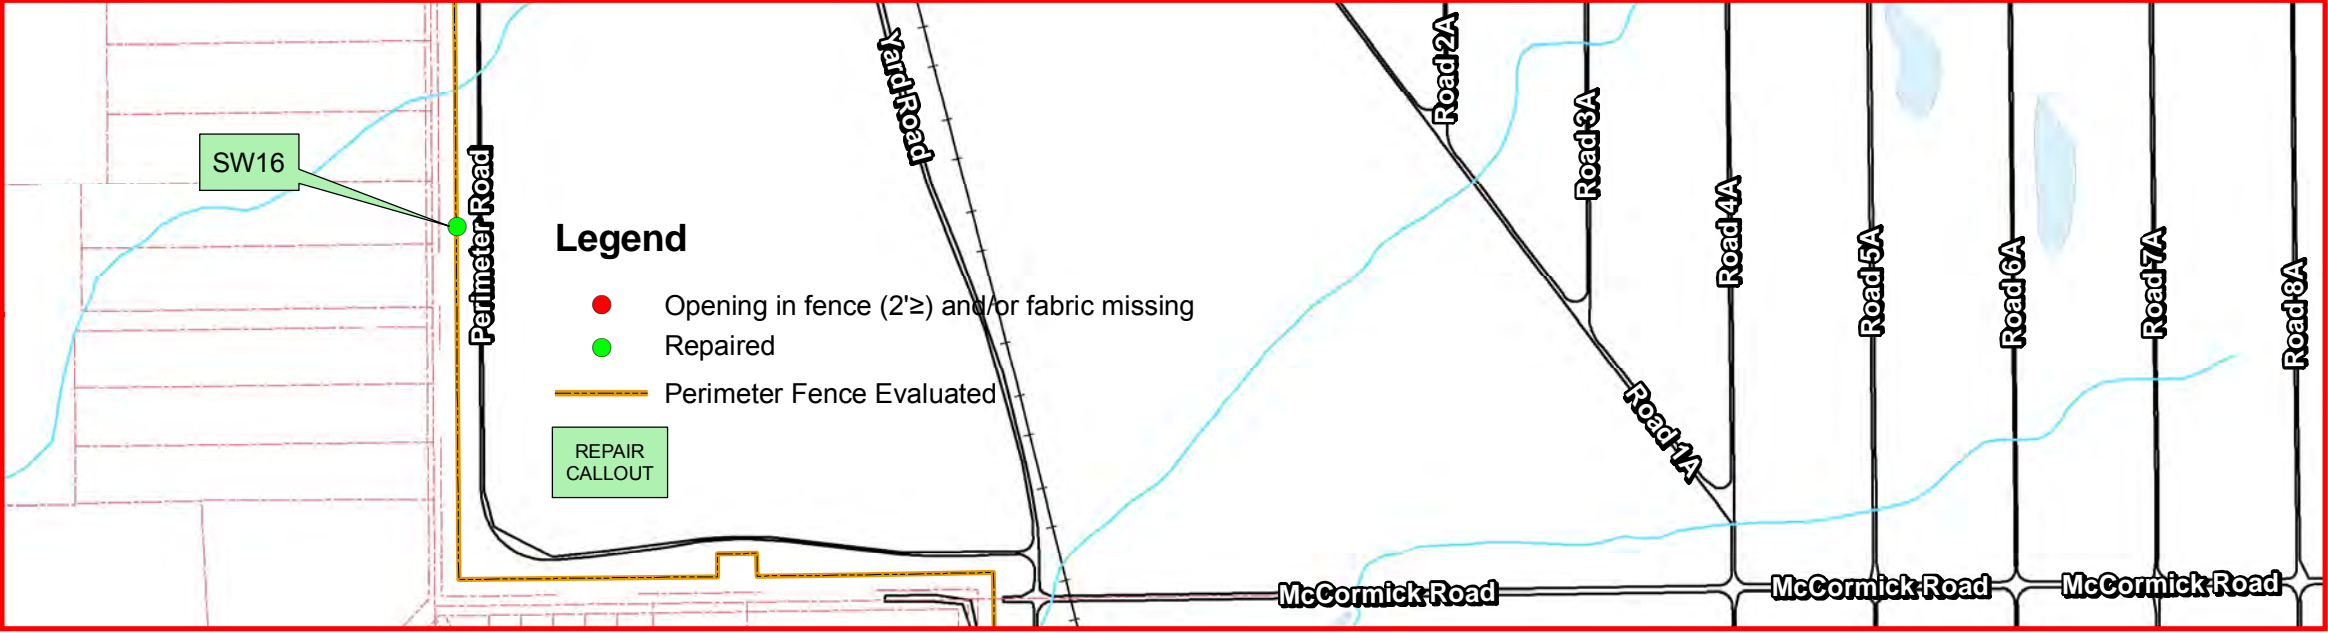 Yard Road
Road 2A
Road 3A
SW16
Perimeter Road
Road 4A
Road 5A
Road 6A
Road 7A
Road 8A
Legend
Opening in fence (2'≥) and/or fabric missing
Repaired
Perimeter Fence Evaluated
REPAIR
CALLOUT
Road 1A
McCormick Road
McCormick Road
McCormick Road